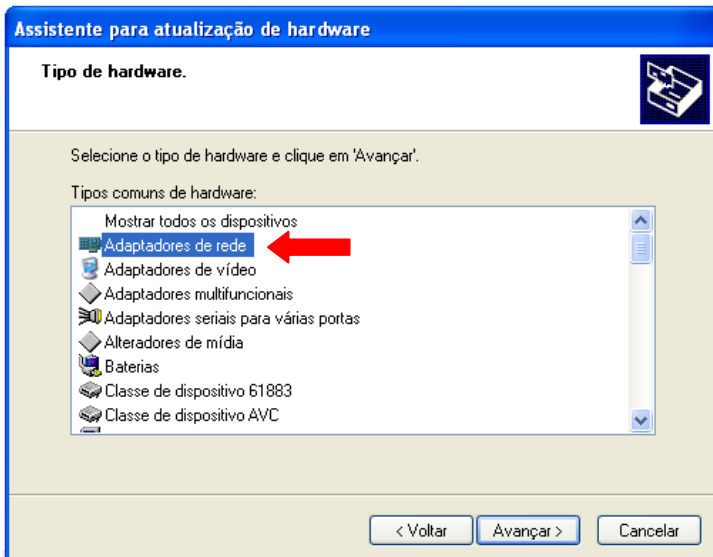 Assistente para atualização de hardware
Tipo de hardware.
Selecione o tipo de hardware e clique em 'Avançar'.
Tipos comuns de hardware:
Mostrar todos os dispositivos
Adaptadores de rede
Adaptadores de vídeo
Adaptadores multifuncionais
Adaptadores seriais para várias portas
Alteradores de mídia
Baterias
Classe de dispositivo 61883
Classe de dispositivo AVC
< Voltar Avançar > Cancelar